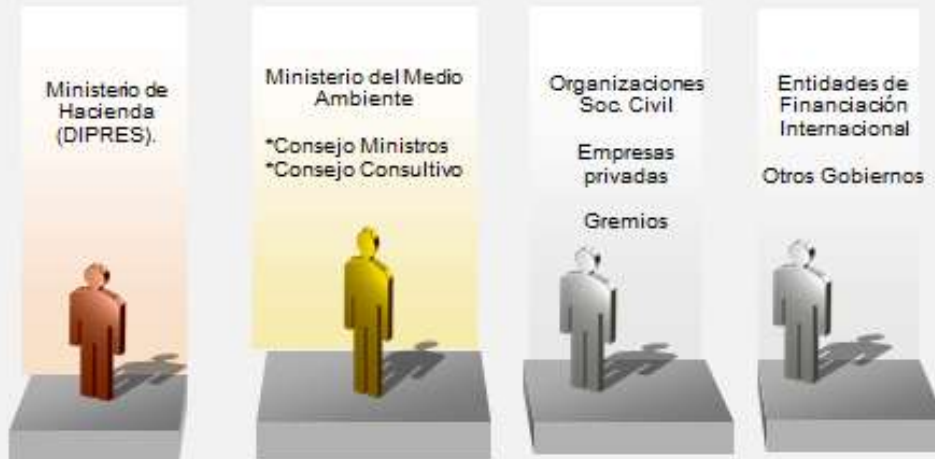 Ministerio de
Hacienda
(DIPRES).
Ministerio del Medio
Ambiente
*Consejo Ministros
*Consejo Consultivo
Organizaciones
Soc. Civil
Empresas
privadas
Gremios
Entidades de
Financiación
Internacional
Otros Gobiernos